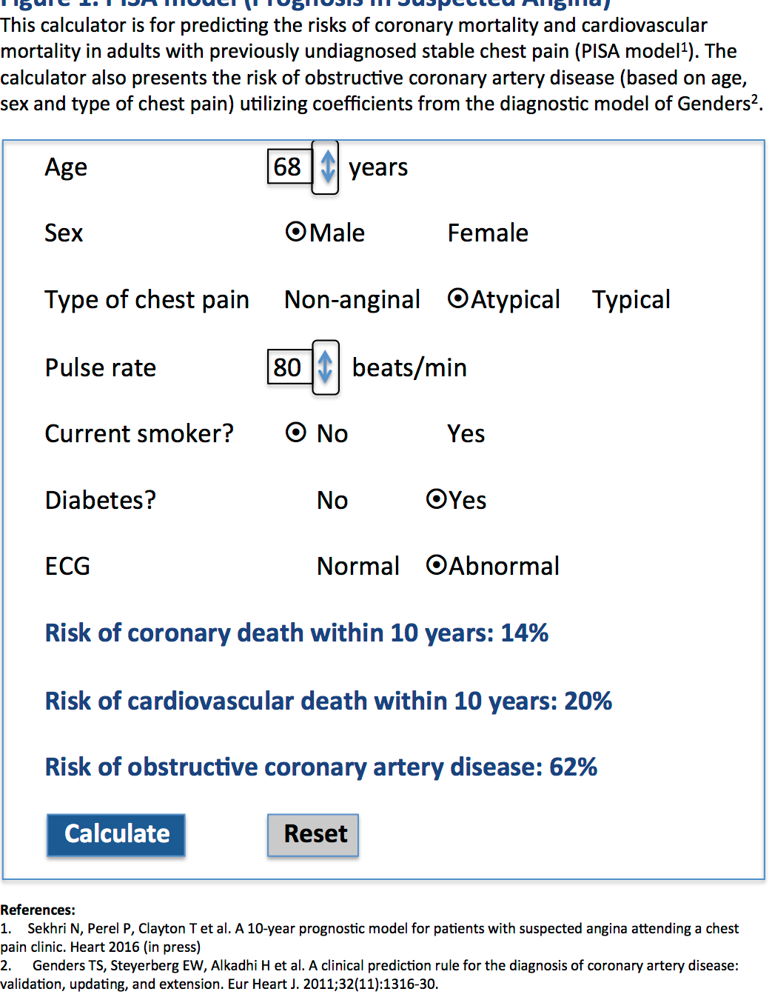 Figure 1. PISA model (Prognosis in Suspected Angina)
This calculator is for predicting the risks of coronary mortality and cardiovascular
mortality in adults with previously undiagnosed stable chest pain (PISA model¹). The
calculator also presents the risk of obstructive coronary artery disease (based on age,
sex and type of chest pain) utilizing coefficients from the diagnostic model of Genders².
Age 68 years
Sex Male Female
Type of chest pain Non-anginal Atypical Typical
Pulse rate 80 beats/min
Current smoker? No Yes
Diabetes? No Yes
ECG Normal Abnormal
Risk of coronary death within 10 years: 14%
Risk of cardiovascular death within 10 years: 20%
Risk of obstructive coronary artery disease: 62%
Calculate Reset
References:
1. Sekhri N, Perel P, Clayton T et al. A 10-year prognostic model for patients with suspected angina attending a chest
pain clinic. Heart 2016 (in press)
2. Genders TS, Steyerberg EW, Alkadhi H et al. A clinical prediction rule for the diagnosis of coronary artery disease:
validation, updating, and extension. Eur Heart J. 2011;32(11):1316-30.